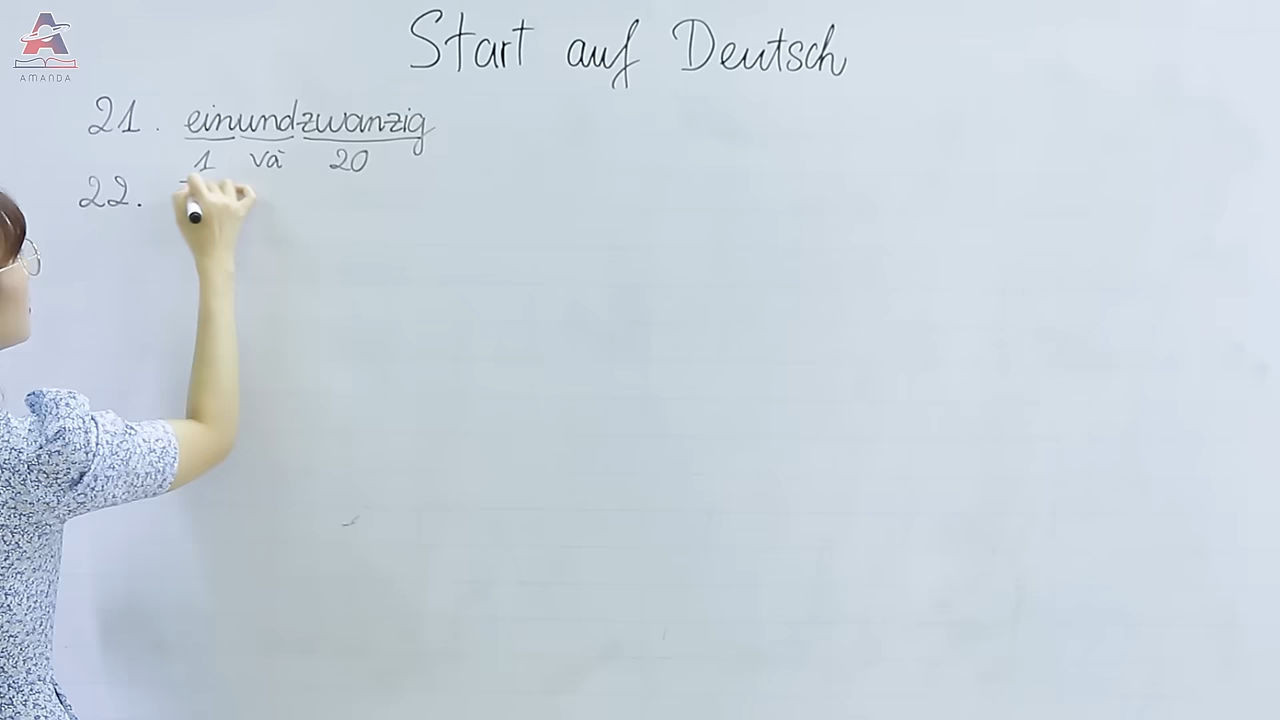 AMANDA
Start auf Deutsch
21. einundzwanzig
1 và 20
22.